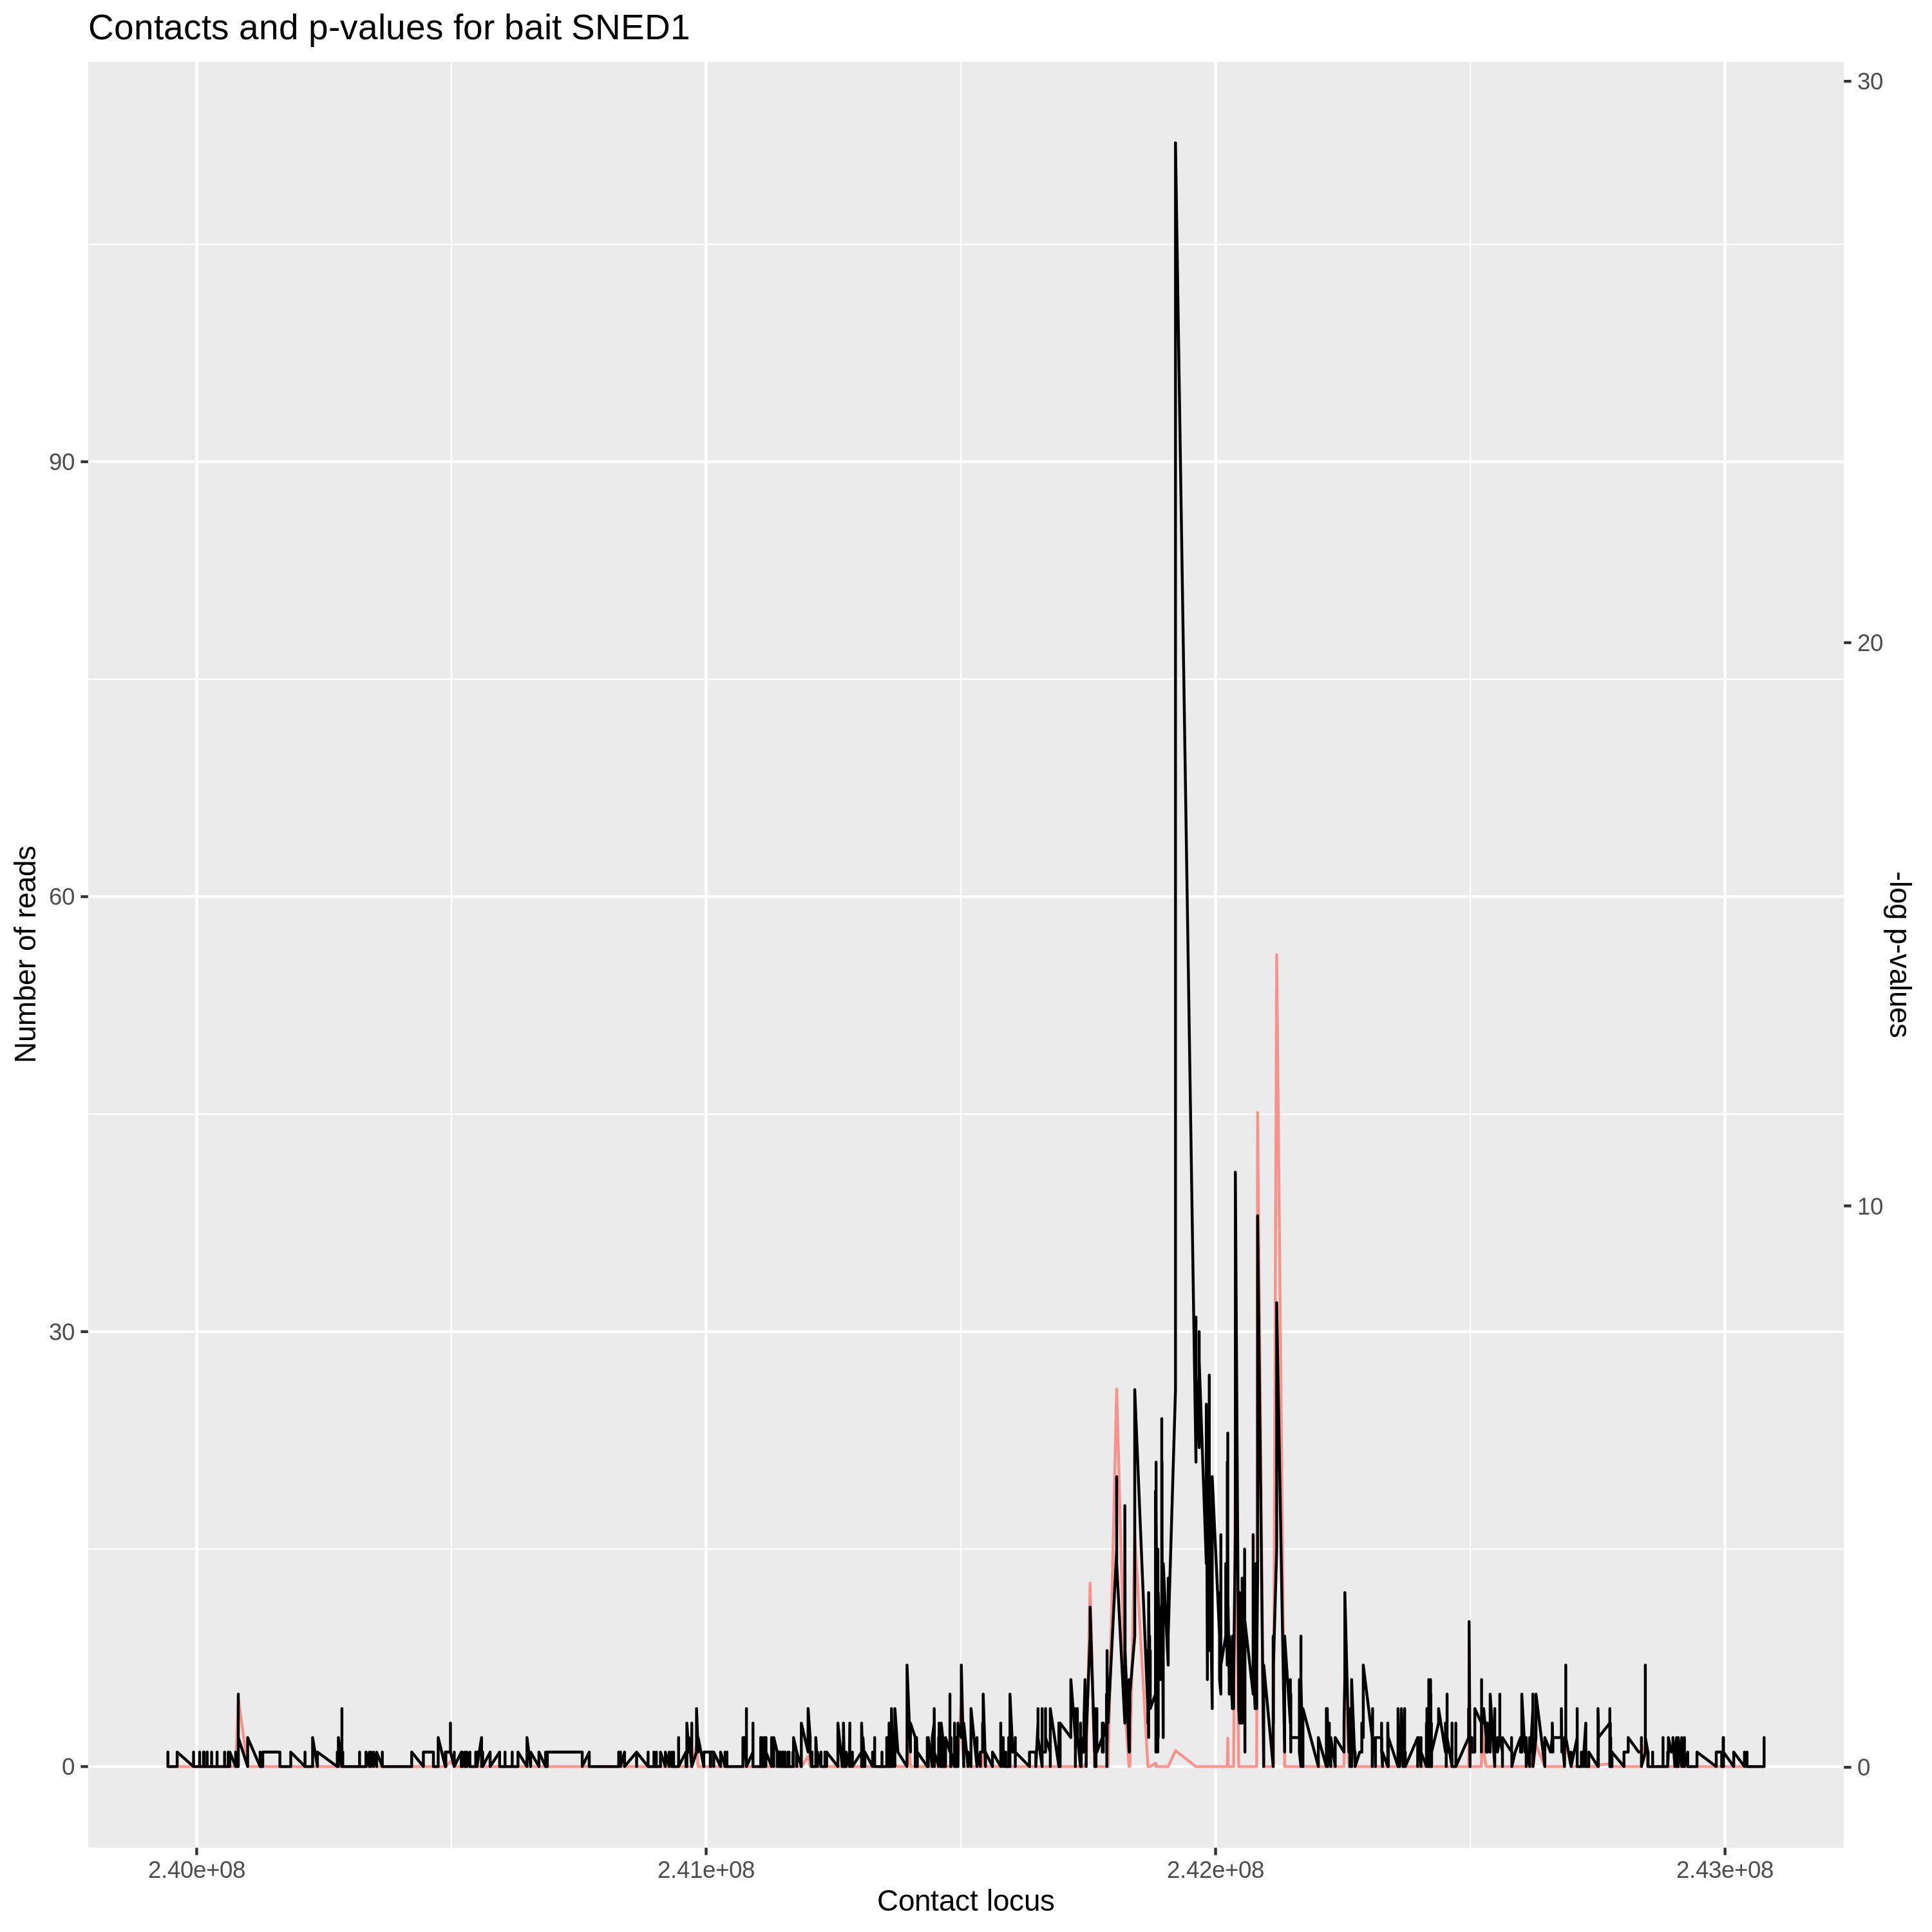 Contacts and p-values for bait SNED1
30
90
20
60
10
30
0
0
Number of reads
-log p-values
2.40e+08
2.41e+08
2.42e+08
2.43e+08
Contact locus